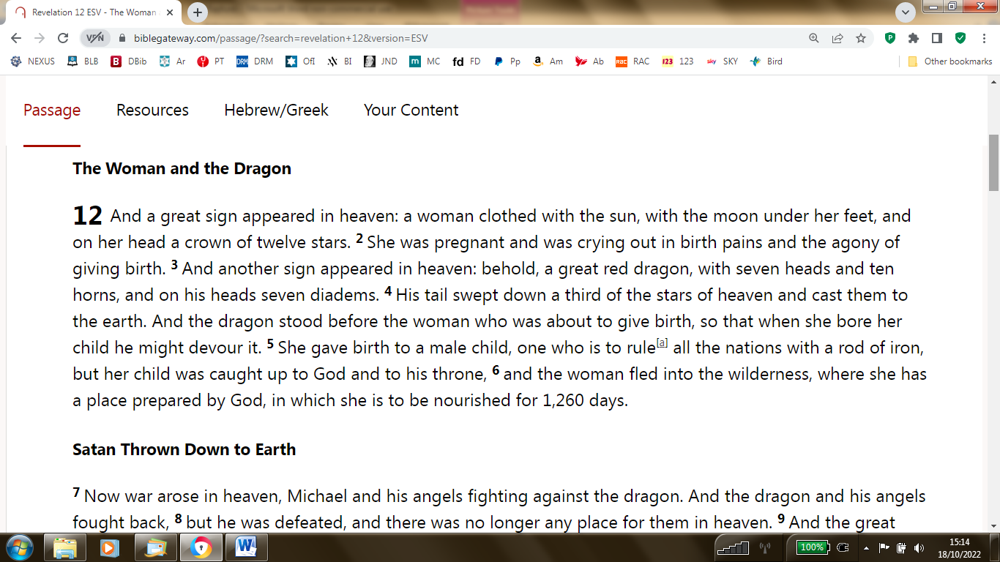 Revelation 12 ESV - The Woman
biblegateway.com/passage/?search=revelation+12&version=ESV
NEXUS BLB B DBib Ar PT DRM DRM OfI BI JND m MC fd FD Pp a Am Ab RAC RAC 123 123 sky SKY Bird Other bookmarks
Passage Resources Hebrew/Greek Your Content
The Woman and the Dragon
12 And a great sign appeared in heaven: a woman clothed with the sun, with the moon under her feet, and
on her head a crown of twelve stars. 2 She was pregnant and was crying out in birth pains and the agony of
giving birth. 3 And another sign appeared in heaven: behold, a great red dragon, with seven heads and ten
horns, and on his heads seven diadems. 4 His tail swept down a third of the stars of heaven and cast them to
the earth. And the dragon stood before the woman who was about to give birth, so that when she bore her
child he might devour it. 5 She gave birth to a male child, one who is to rule[a] all the nations with a rod of iron,
but her child was caught up to God and to his throne, 6 and the woman fled into the wilderness, where she has
a place prepared by God, in which she is to be nourished for 1,260 days.
Satan Thrown Down to Earth
7 Now war arose in heaven, Michael and his angels fighting against the dragon. And the dragon and his angels
fought back, 8 but he was defeated, and there was no longer any place for them in heaven. 9 And the great
100% 15:14
18/10/2022